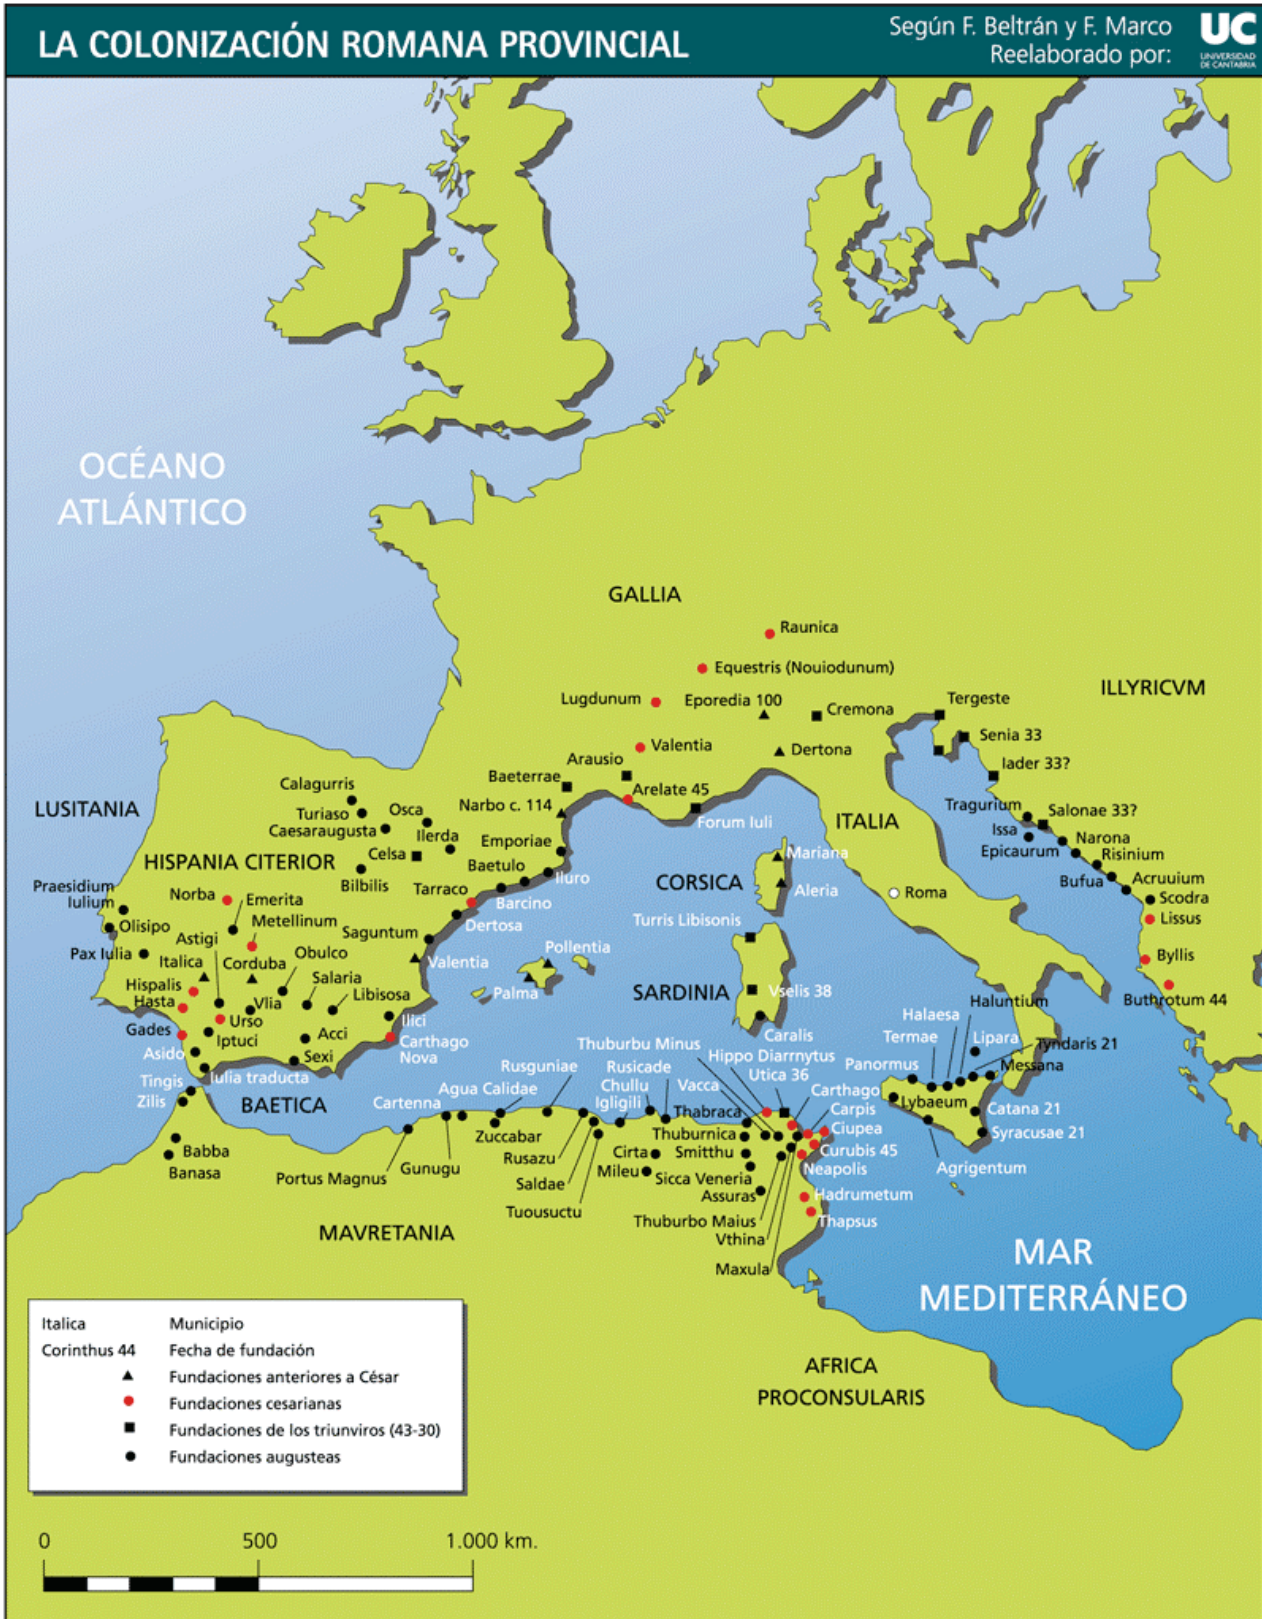 LA COLONIZACIÓN ROMANA PROVINCIAL
Según F. Beltrán y F. Marco
Reelaborado por:
UC
UNIVERSIDAD
DE CANTABRIA
OCÉANO
ATLÁNTICO
GALLIA
Raunica
Equestris (Nouiodunum)
ILLYRICVM
Lugdunum
Eporedia 100
Cremona
Tergeste
Senia 33
Valentia
Dertona
Arausio
Iader 33?
Baeterrae
Arelate 45
Calagurris
LUSITANIA
Turiaso
Osca
Narbo c. 114
Forum Iuli
ITALIA
Tragurium
Salonae 33?
Caesaraugusta
Ilerda
Emporiae
Issa
Narona
Celsa
Mariana
Epicaurum
Risinium
HISPANIA CITERIOR
Baetulo
Iluro
CORSICA
Bufua
Acruuium
Bilbilis
Tarraco
Aleria
Roma
Scodra
Praesidium
Iulium
Norba
Emerita
Barcino
Lissus
Metellinum
Dertosa
Turris Libisonis
Olisipo
Astigi
Saguntum
Pax Iulia
Obulco
Pollentia
Byllis
Italica
Corduba
Valentia
Hispalis
Salaria
Palma
SARDINIA
Vselis 38
Buthrotum 44
Hasta
Vlia
Libisosa
Haluntium
Urso
Ilici
Halaesa
Gades
Iptuci
Acci
Carthago
Nova
Caralis
Termae
Lipara
Tyndaris 21
Asido
Sexi
Thuburbu Minus
Hippo Diarrnytus
Panormus
Messana
Iulia traducta
Rusguniae
Rusicade
Utica 36
Tingis
Agua Calidae
Chullu
Vacca
Carthago
Zilis
BAETICA
Cartenna
Igligili
Thabraca
Carpis
Lybaeum
Catana 21
Zuccabar
Thuburnica
Ciupea
Syracusae 21
Babba
Rusazu
Cirta
Smitthu
Curubis 45
Banasa
Portus Magnus
Gunugu
Saldae
Mileu
Sicca Veneria
Neapolis
Agrigentum
Assuras
Hadrumetum
Tuousuctu
Thuburbo Maius
Thapsus
MAVRETANIA
Vthina
Maxula
MAR
MEDITERRÁNEO
Italica Municipio
Corinthus 44 Fecha de fundación
Fundaciones anteriores a César
Fundaciones cesarianas
Fundaciones de los triunviros (43-30)
Fundaciones augusteas
AFRICA
PROCONSULARIS
0 500 1.000 km.